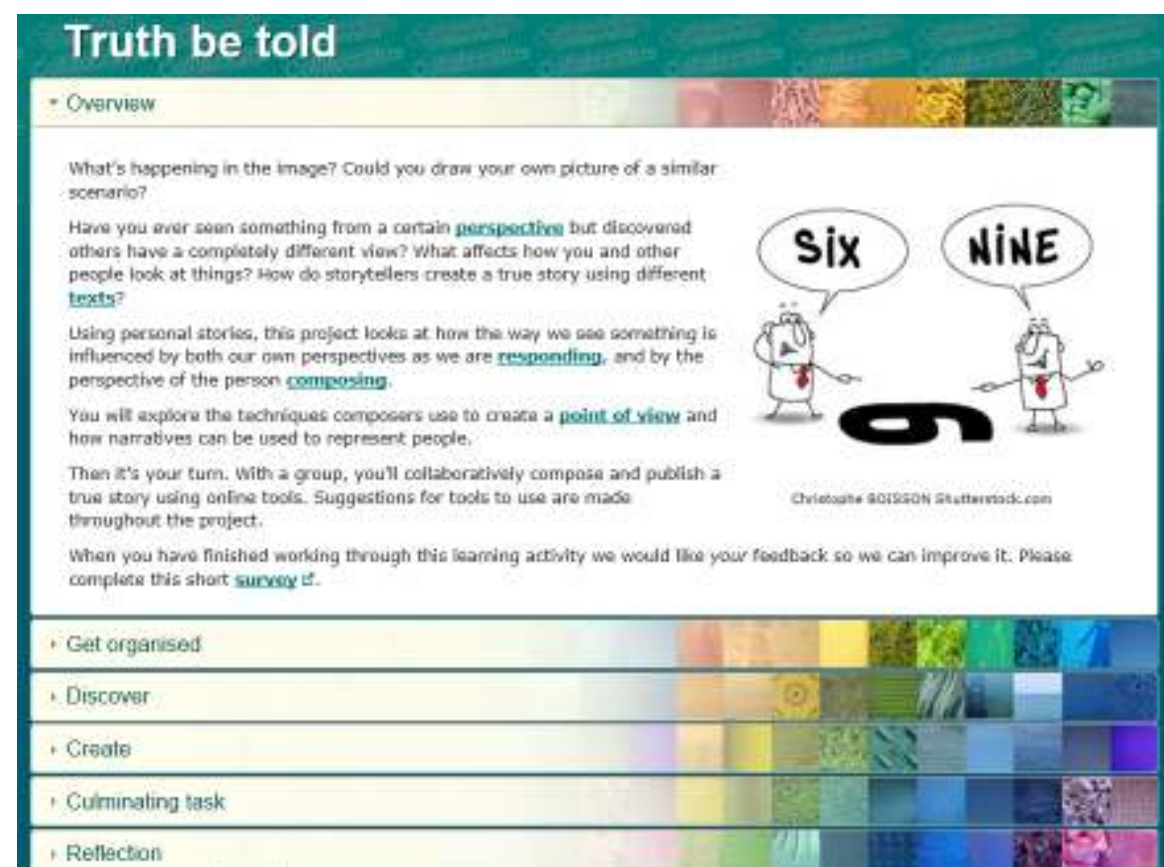 Truth be told
Overview
What's happening in the image? Could you draw your own picture of a similar
scenario?
Have you ever seen something from a certain perspective but discovered
others have a completely different view? What affects how you and other
people look at things? How do storytellers create a true story using different
texts?
Using personal stories, this project looks at how the way we see something is
influenced by both our own perspectives as we are responding, and by the
perspective of the person composing.
You will explore the techniques composers use to create a point of view and
how narratives can be used to represent people.
Then it's your turn. With a group, you'll collaboratively compose and publish a
true story using online tools. Suggestions for tools to use are made
throughout the project.
SiX
NiNE
6
Christophe BOISSON Shutterstock.com
When you have finished working through this learning activity we would like your feedback so we can improve it. Please
complete this short survey.
Get organised
Discover
Create
Culminating task
Reflection